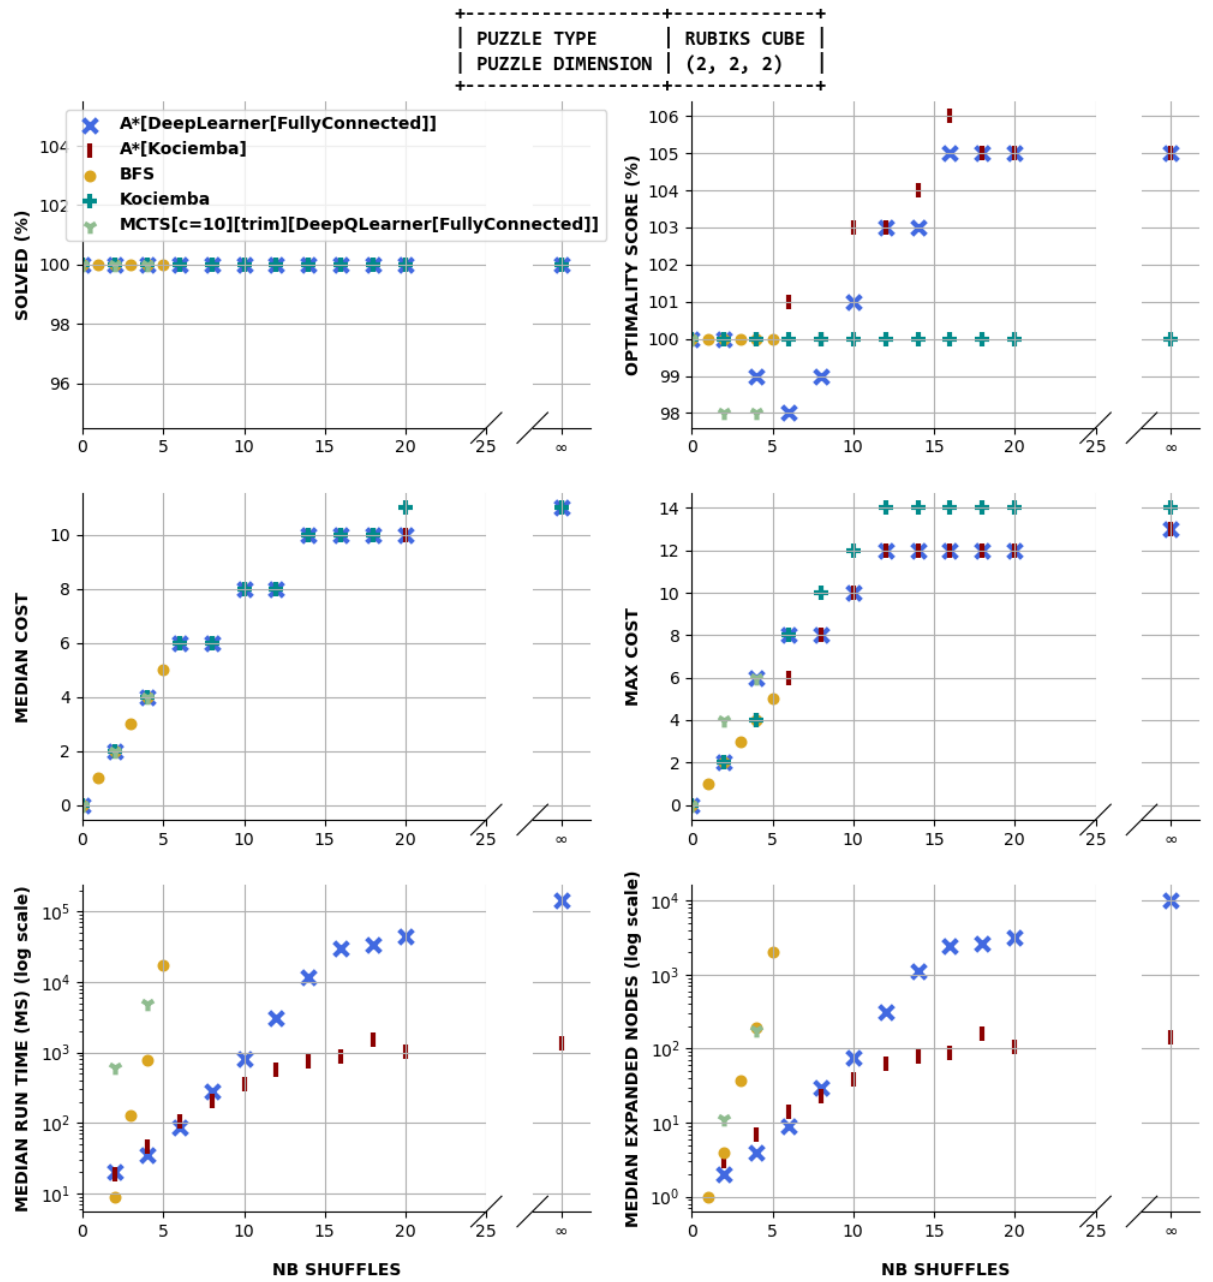 +--------------------+---------------+
| PUZZLE TYPE | RUBIKS CUBE |
| PUZZLE DIMENSION | (2, 2, 2) |
+--------------------+---------------+
A*[DeepLearner[FullyConnected]]
A*[Kociemba]
BFS
Kociemba
MCTS[c=10][trim][DeepQLearner[FullyConnected]]
SOLVED (%)
104
102
100
98
96
0 5 10 15 20 25 ∞
OPTIMALITY SCORE (%)
106
105
104
103
102
101
100
99
98
0 5 10 15 20 25 ∞
MEDIAN COST
10
8
6
4
2
0
0 5 10 15 20 25 ∞
MAX COST
14
12
10
8
6
4
2
0
0 5 10 15 20 25 ∞
MEDIAN RUN TIME (MS) (log scale)
10⁵
10⁴
10³
10²
10¹
0 5 10 15 20 25 ∞
NB SHUFFLES
MEDIAN EXPANDED NODES (log scale)
10⁴
10³
10²
10¹
10⁰
0 5 10 15 20 25 ∞
NB SHUFFLES